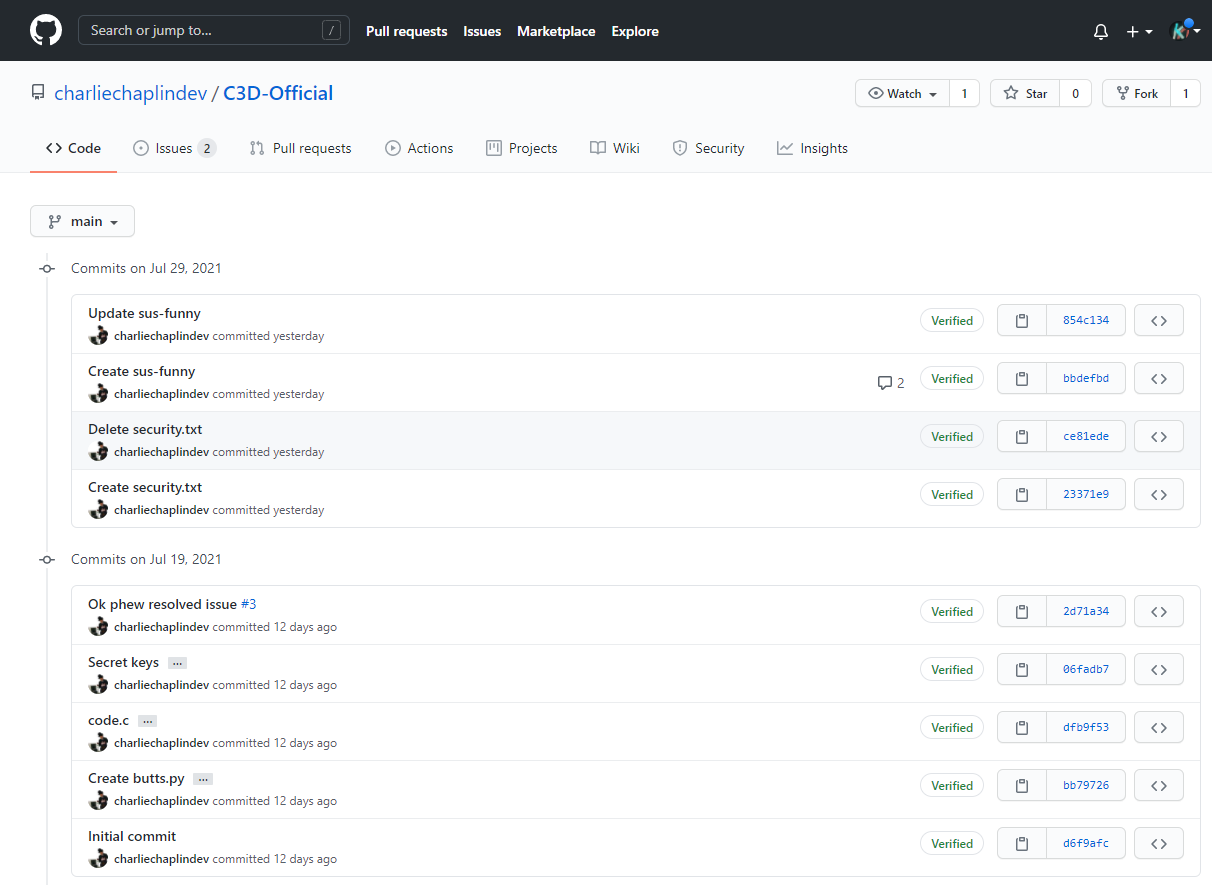 Search or jump to... / Pull requests Issues Marketplace Explore
charliechaplindev / C3D-Official Watch 1 Star 0 Fork 1
Code Issues 2 Pull requests Actions Projects Wiki Security Insights
main
Commits on Jul 29, 2021
Update sus-funny
charliechaplindev committed yesterday Verified 854c134
Create sus-funny
charliechaplindev committed yesterday 2 Verified bbdefbd
Delete security.txt
charliechaplindev committed yesterday Verified ce81ede
Create security.txt
charliechaplindev committed yesterday Verified 23371e9
Commits on Jul 19, 2021
Ok phew resolved issue #3
charliechaplindev committed 12 days ago Verified 2d71a34
Secret keys ...
charliechaplindev committed 12 days ago Verified 06fadb7
code.c ...
charliechaplindev committed 12 days ago Verified dfb9f53
Create butts.py ...
charliechaplindev committed 12 days ago Verified bb79726
Initial commit
charliechaplindev committed 12 days ago Verified d6f9afc